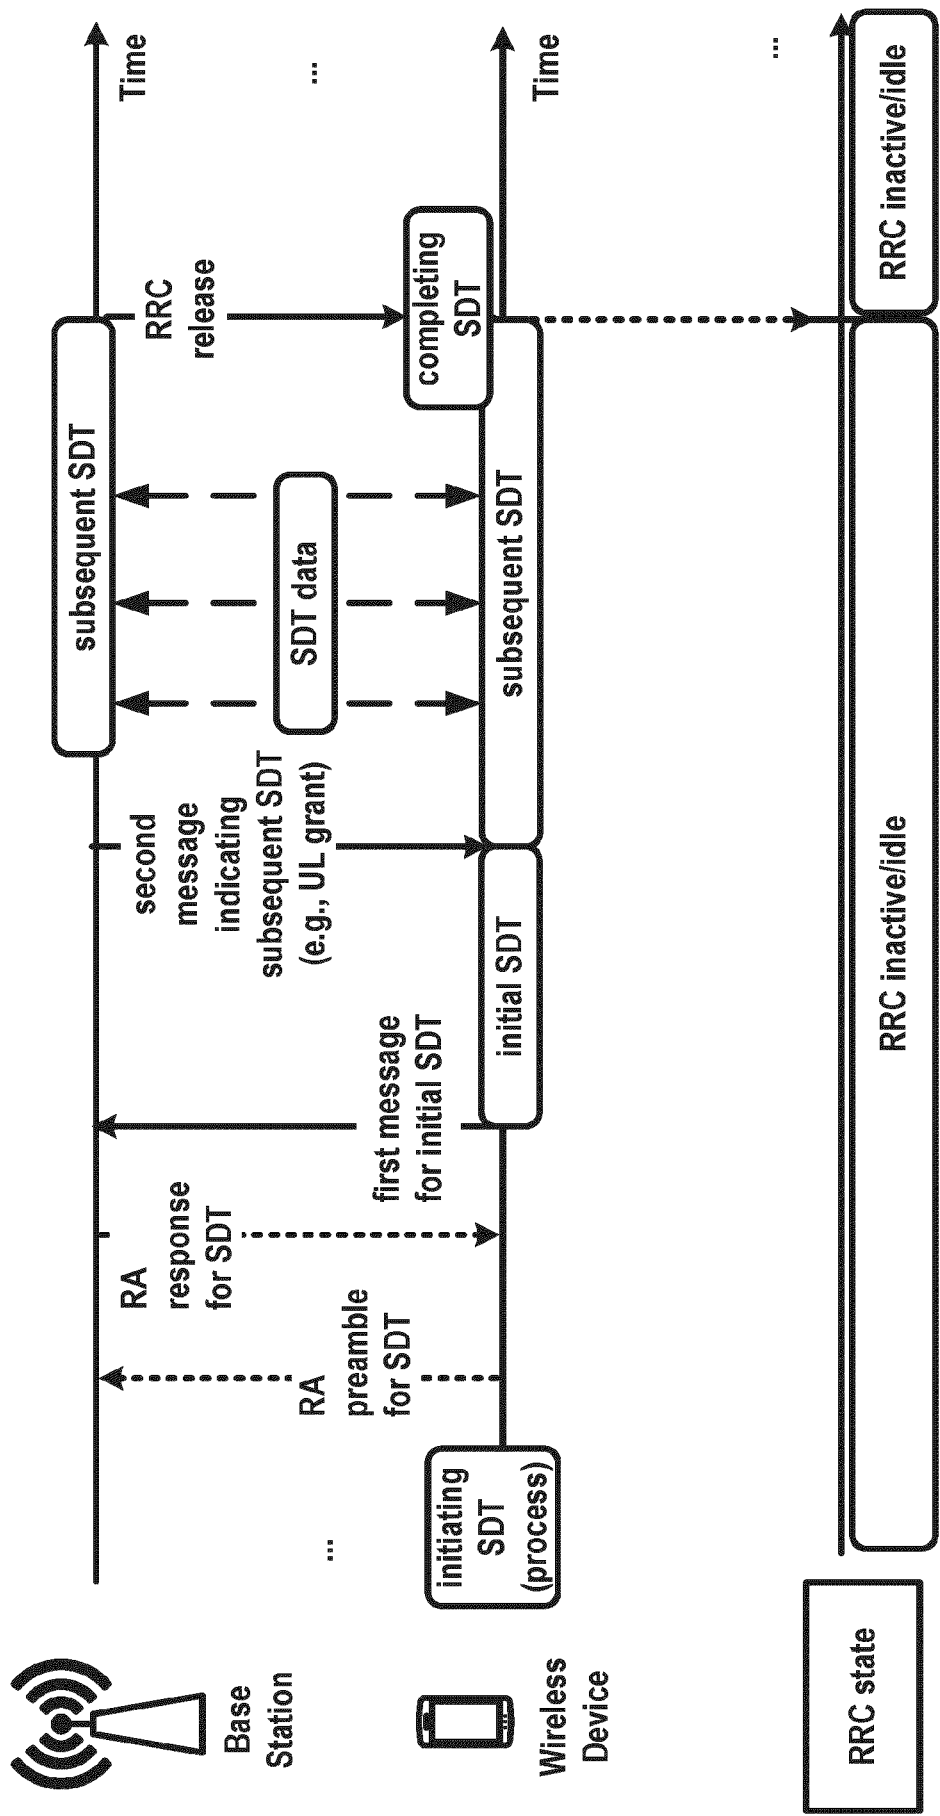 Base
Station
...
RA
preamble
for SDT
RA
response
for SDT
first message
for initial SDT
second
message
indicating
subsequent SDT
(e.g., UL grant)
subsequent SDT
SDT data
RRC
release
...
Time
Wireless
Device
initiating
SDT
(process)
initial SDT
subsequent SDT
completing
SDT
Time
RRC state
RRC inactive/idle
RRC inactive/idle
...